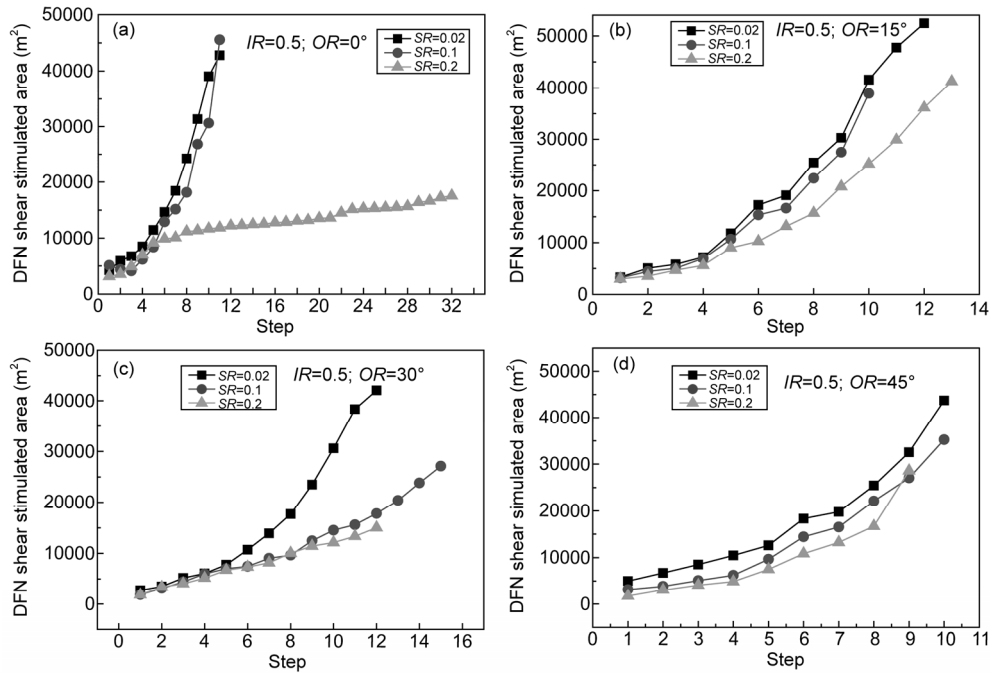 (a)
IR=0.5; OR=0°
SR=0.02
SR=0.1
SR=0.2
DFN shear stimulated area (m²)
50000
40000
30000
20000
10000
0
0 4 8 12 16 20 24 28 32
Step
(b)
IR=0.5; OR=15°
SR=0.02
SR=0.1
SR=0.2
DFN shear stimulated area (m²)
50000
40000
30000
20000
10000
0
0 1 2 3 4 5 6 7 8 9 10 11 12 13 14
Step
(c)
IR=0.5; OR=30°
SR=0.02
SR=0.1
SR=0.2
DFN shear stimulated area (m²)
50000
40000
30000
20000
10000
0
0 2 4 6 8 10 12 14 16
Step
(d)
IR=0.5; OR=45°
SR=0.02
SR=0.1
SR=0.2
DFN shear stimulated area (m²)
50000
40000
30000
20000
10000
0
0 1 2 3 4 5 6 7 8 9 10 11
Step